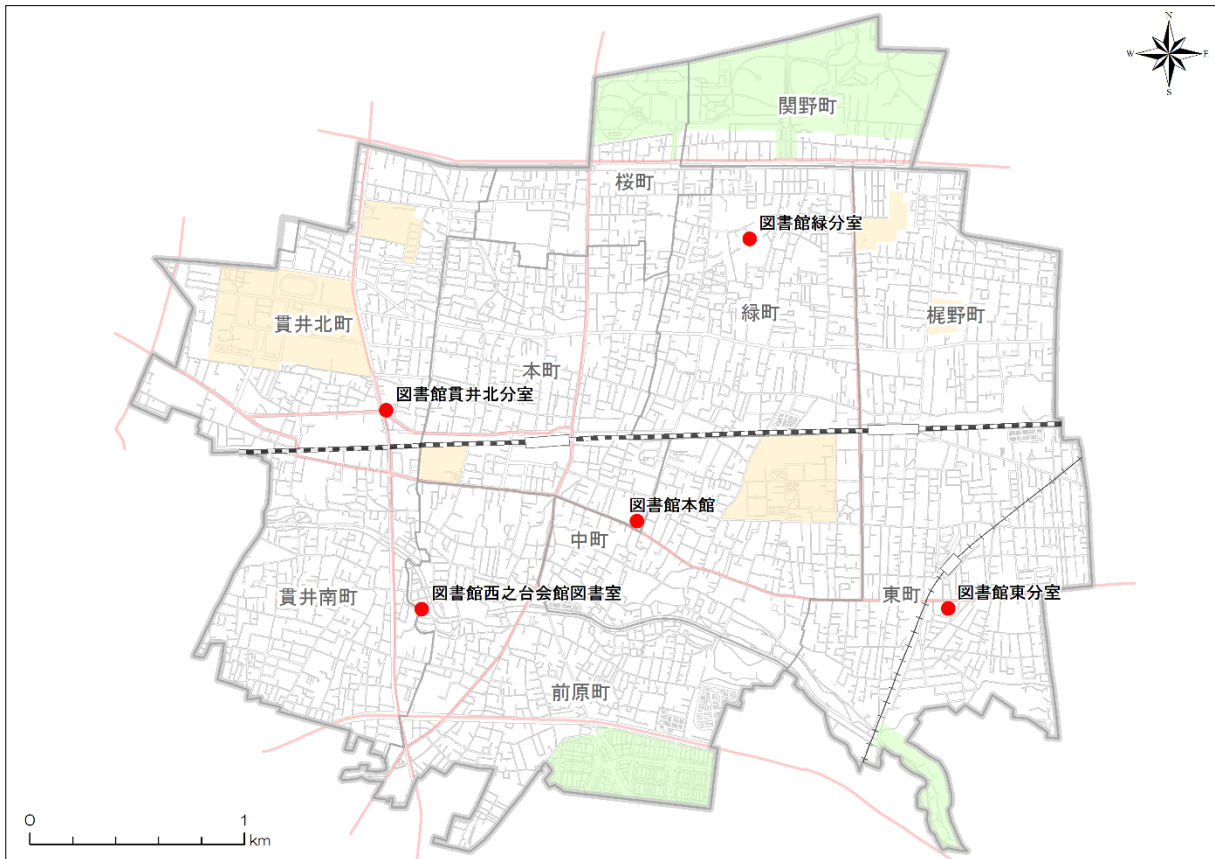 N
W
E
S
関野町
桜町
図書館緑分室
緑町
梶野町
貫井北町
本町
図書館貫井北分室
図書館本館
中町
図書館西之台会館図書室
貫井南町
東町
図書館東分室
前原町
0
1
km